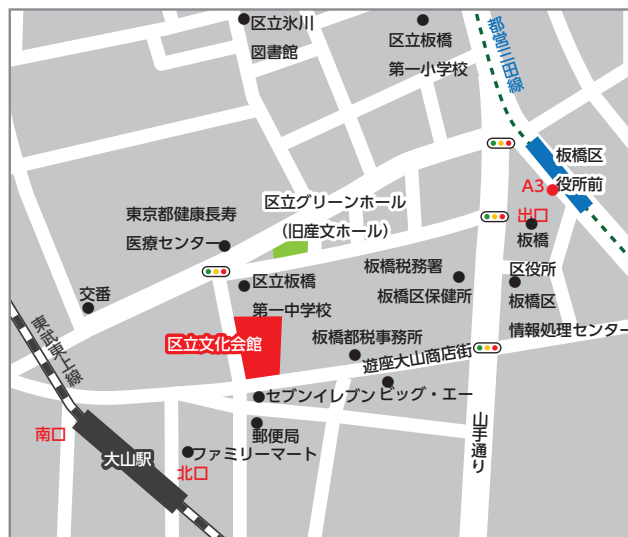 区立氷川
図書館
区立板橋
第一小学校
都営三田線
板橋区
役所前
A3
出口
区立グリーンホール
（旧産文ホール）
東京都健康長寿
医療センター
板橋
区役所
区立板橋
第一中学校
板橋税務署
板橋区保健所
板橋区
情報処理センター
交番
区立文化会館
板橋都税事務所
遊座大山商店街
東武東上線
セブンイレブン
ビッグ・エー
山手通り
郵便局
南口
大山駅
ファミリーマート
北口